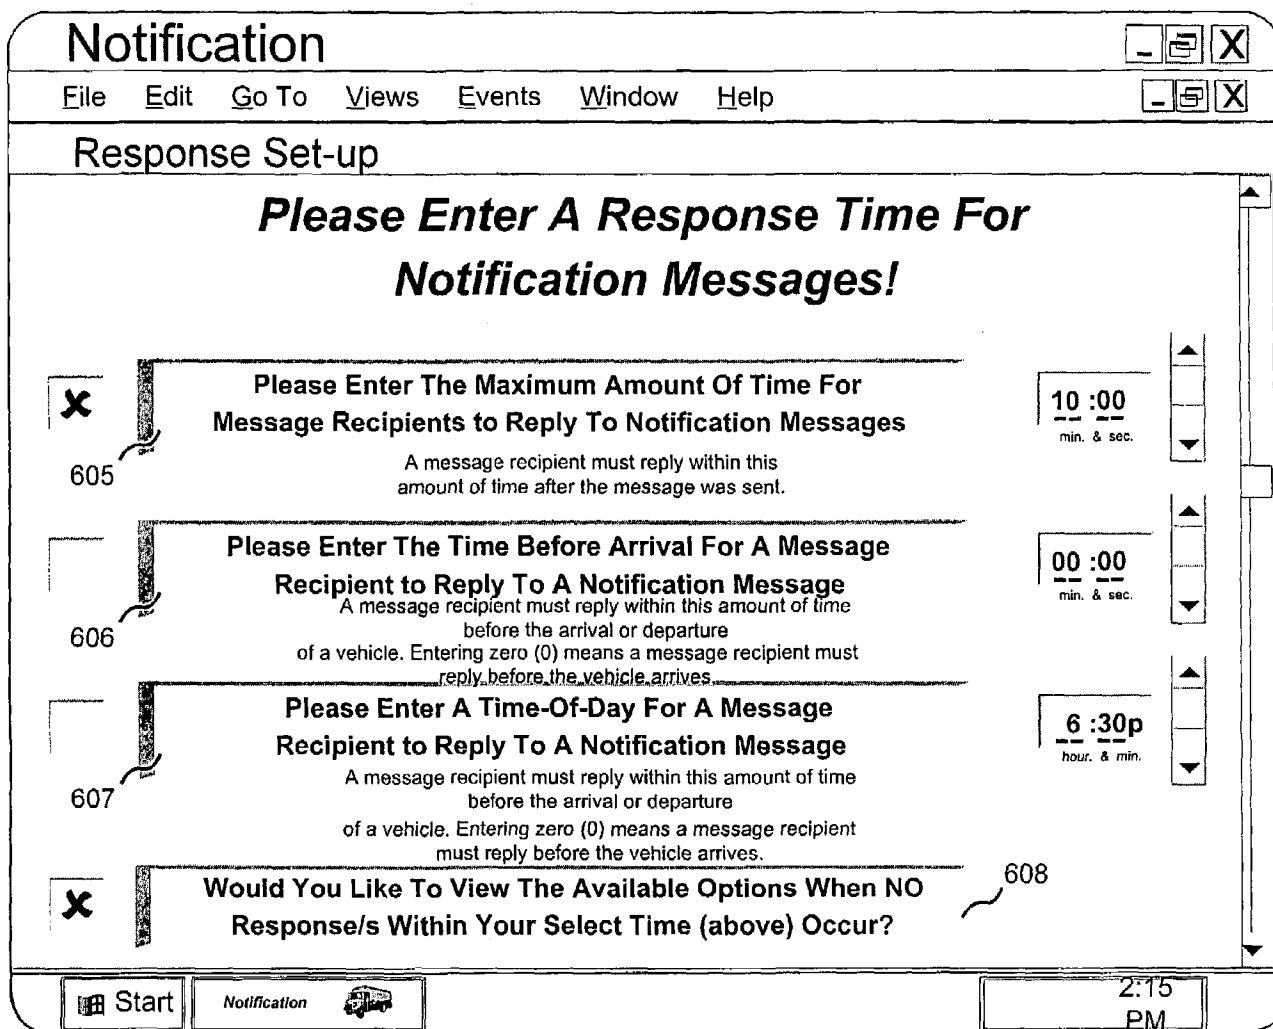 Notification
_ X
File Edit Go To Views Events Window Help
_ X
Response Set-up
Please Enter A Response Time For
Notification Messages!
Please Enter The Maximum Amount Of Time For
Message Recipients to Reply To Notification Messages
A message recipient must reply within this
amount of time after the message was sent.
10 :00
min. & sec.
605
Please Enter The Time Before Arrival For A Message
Recipient to Reply To A Notification Message
A message recipient must reply within this amount of time
before the arrival or departure
of a vehicle. Entering zero (0) means a message recipient must
reply before the vehicle arrives.
00 :00
min. & sec.
606
Please Enter A Time-Of-Day For A Message
Recipient to Reply To A Notification Message
A message recipient must reply within this amount of time
before the arrival or departure
of a vehicle. Entering zero (0) means a message recipient
must reply before the vehicle arrives.
6 :30p
hour. & min.
607
Would You Like To View The Available Options When NO
Response/s Within Your Select Time (above) Occur?
608
Start
Notification
2:15
PM